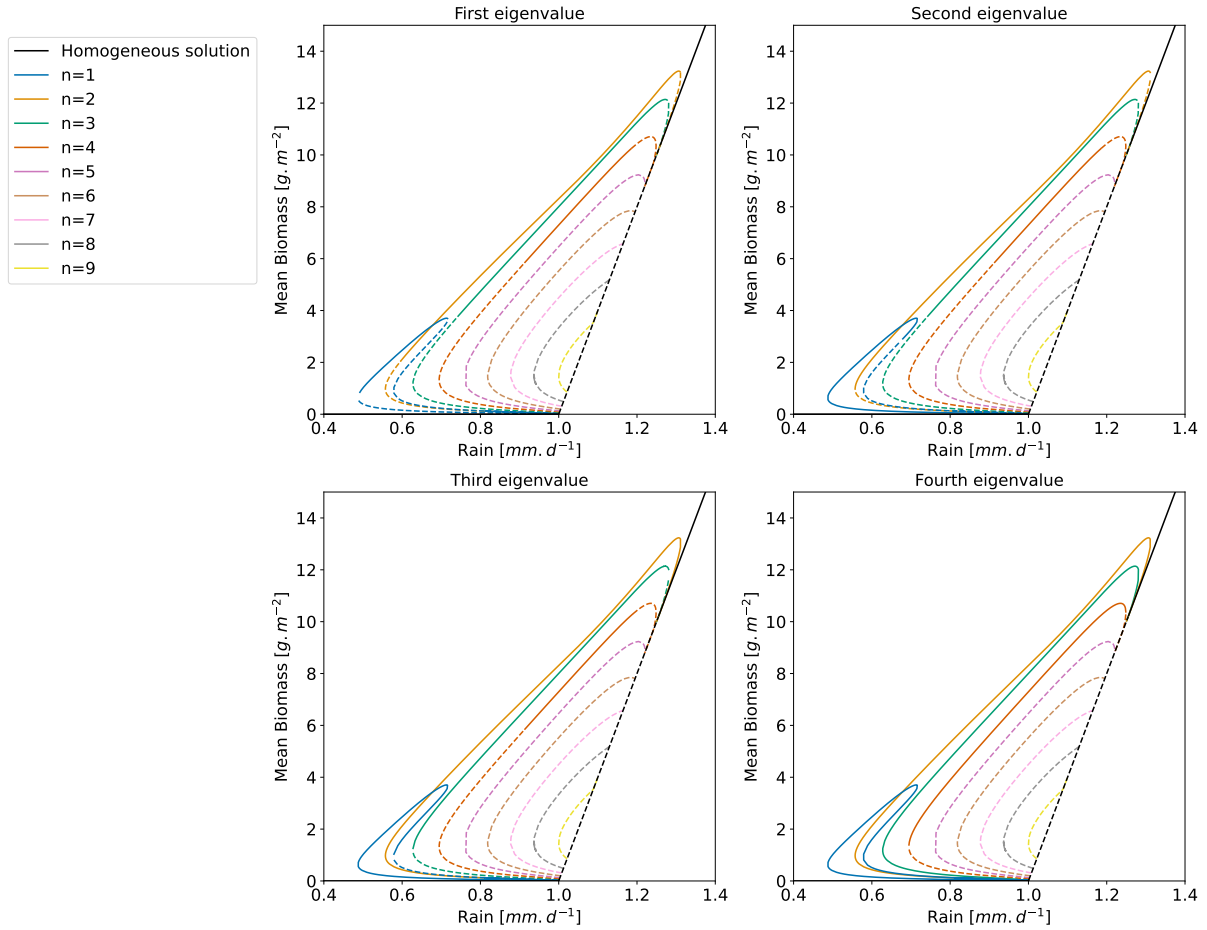 First eigenvalue
Second eigenvalue
Homogeneous solution
n=1
n=2
n=3
n=4
n=5
n=6
n=7
n=8
n=9
Mean Biomass [g.m⁻²]
14
12
10
8
6
4
2
0
0.4 0.6 0.8 1.0 1.2 1.4
Rain [mm.d⁻¹]
Mean Biomass [g.m⁻²]
14
12
10
8
6
4
2
0
0.4 0.6 0.8 1.0 1.2 1.4
Rain [mm.d⁻¹]
Third eigenvalue
Mean Biomass [g.m⁻²]
14
12
10
8
6
4
2
0
0.4 0.6 0.8 1.0 1.2 1.4
Rain [mm.d⁻¹]
Fourth eigenvalue
Mean Biomass [g.m⁻²]
14
12
10
8
6
4
2
0
0.4 0.6 0.8 1.0 1.2 1.4
Rain [mm.d⁻¹]